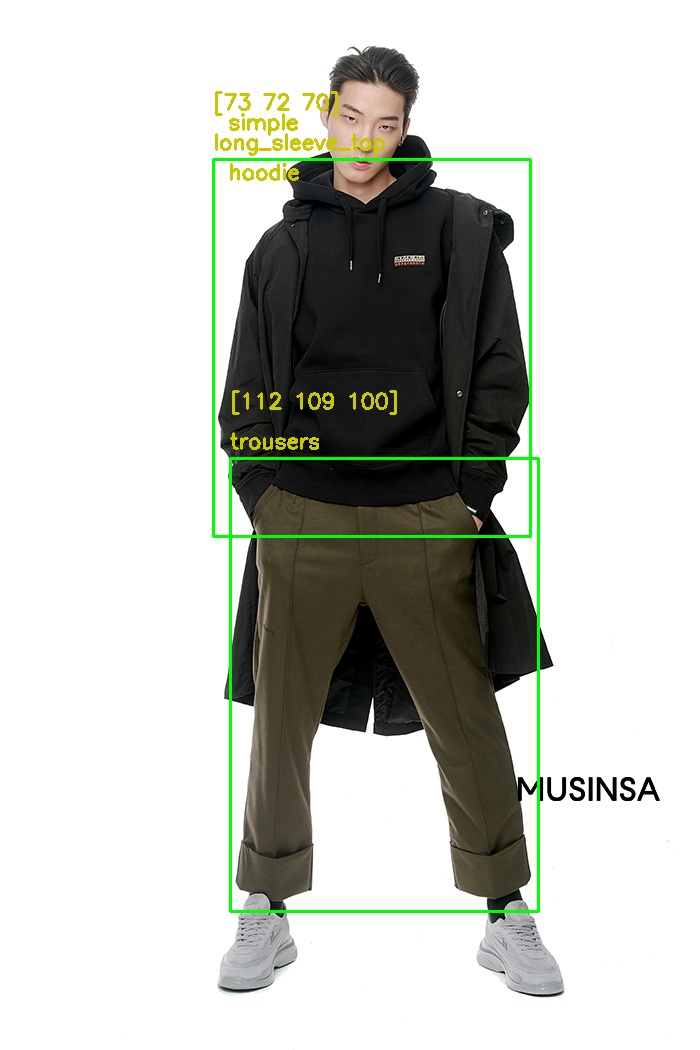 [73 72 70]
simple
long_sleeve_top
hoodie
[112 109 100]
trousers
MUSINSA